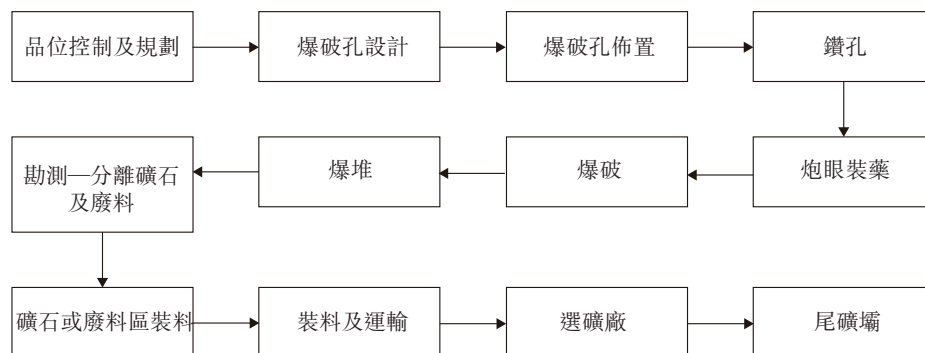 品位控制及規劃
爆破孔設計
爆破孔佈置
鑽孔
炮眼裝藥
爆破
爆堆
勘測—分離礦石
及廢料
礦石或廢料區裝料
裝料及運輸
選礦廠
尾礦壩